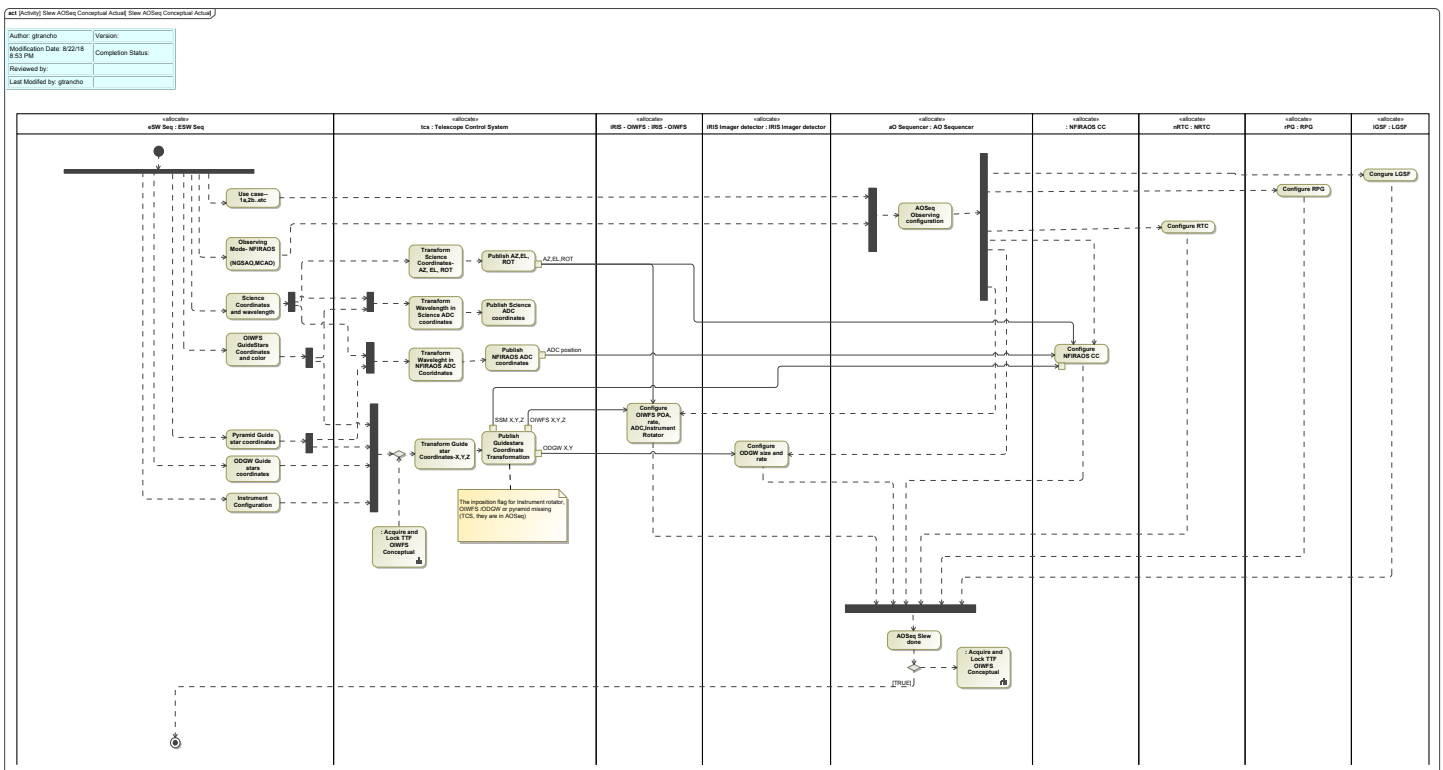 act [Activity] Slew AOSeq Conceptual Actual[ Slew AOSeq Conceptual Actual]
Author: gtrancho
Version:
Modification Date: 8/22/18
8:53 PM
Completion Status:
Reviewed by:
Last Modifed by: gtrancho
«allocate»
eSW Seq : ESW Seq
«allocate»
tcs : Telescope Control System
«allocate»
iRIS - OIWFS : IRIS - OIWFS
«allocate»
iRIS Imager detector : IRIS Imager detector
«allocate»
aO Sequencer : AO Sequencer
«allocate»
: NFIRAOS CC
«allocate»
nRTC : NRTC
«allocate»
rPG : RPG
«allocate»
lGSF : LGSF
Use case--
1a,2b..etc
Observing
Mode- NFIRAOS
(NGSAO,MCAO)
Science
Coordinates
and wavelength
OIWFS
GuideStars
Coordinates
and color
Pyramid Guide
star coordinates
ODGW Guide
stars
coordinates
Instrument
Configuration
Transform
Science
Coordinates-
AZ, EL, ROT
Publish AZ,EL,
ROT
AZ,EL,ROT
Transform
Wavelength in
Science ADC
coordinates
Publish Science
ADC
coordinates
Transform
Waveleght in
NFIRAOS ADC
Cooridnates
Publish
NFIRAOS ADC
coordinates
ADC position
SSM X,Y,Z
OIWFS X,Y,Z
Transform Guide
star
Coordinates-X,Y,Z
Publish
Guidestars
Coordinate
Transformation
ODGW X,Y
The inposition flag for Instrument rotator,
OIWFS /ODGW or pyramid missing
(TCS, they are in AOSeq)
: Acquire and
Lock TTF
OIWFS
Conceptual
Configure
OIWFS POA,
rate,
ADC,Instrument
Rotator
Configure
ODGW size and
rate
AOSeq
Observing
configuration
Configure
NFIRAOS CC
Configure RTC
Configure RPG
Congure LGSF
AOSeq Slew
done
: Acquire and
Lock TTF
OIWFS
Conceptual
[TRUE]